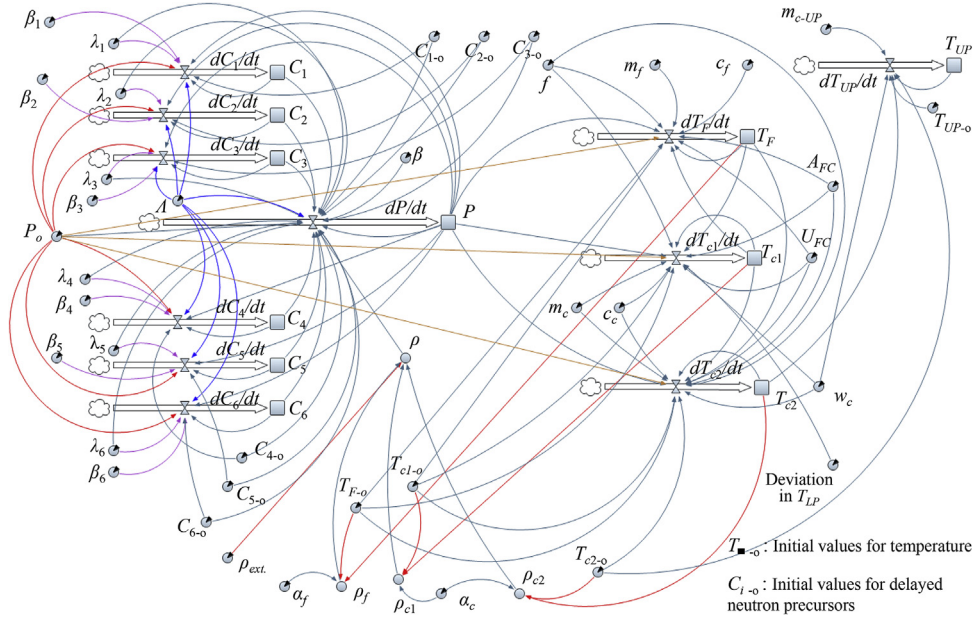 β1
λ1
dC1/dt
C1
C1-o
C2-o
C3-o
mc-UP
TUP
dTUP/dt
TUP-o
f
mf
cf
β2
λ2
dC2/dt
C2
dC3/dt
C3
λ3
β3
β
dTF/dt
TF
AFC
Λ
dP/dt
P
Po
dTc1/dt
Tc1
UFC
λ4
β4
dC4/dt
C4
mc
cc
β5
λ5
dC5/dt
C5
ρ
dTc2/dt
Tc2
wc
dC6/dt
C6
λ6
β6
C4-o
C5-o
C6-o
Tc1-o
TF-o
Deviation
in TLP
ρext.
αf
ρf
ρc1
αc
ρc2
Tc2-o
T■-o : Initial values for temperature
Ci-o : Initial values for delayed
neutron precursors